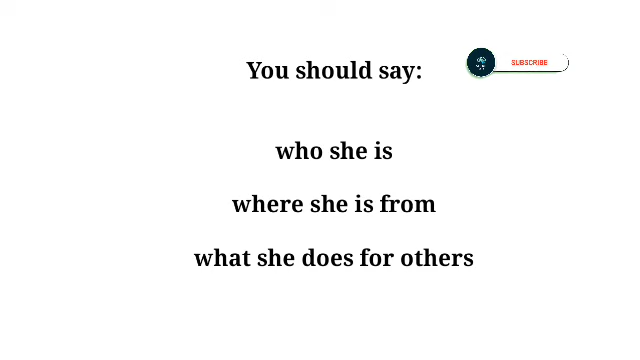 You should say:
SUBSCRIBE
who she is
where she is from
what she does for others